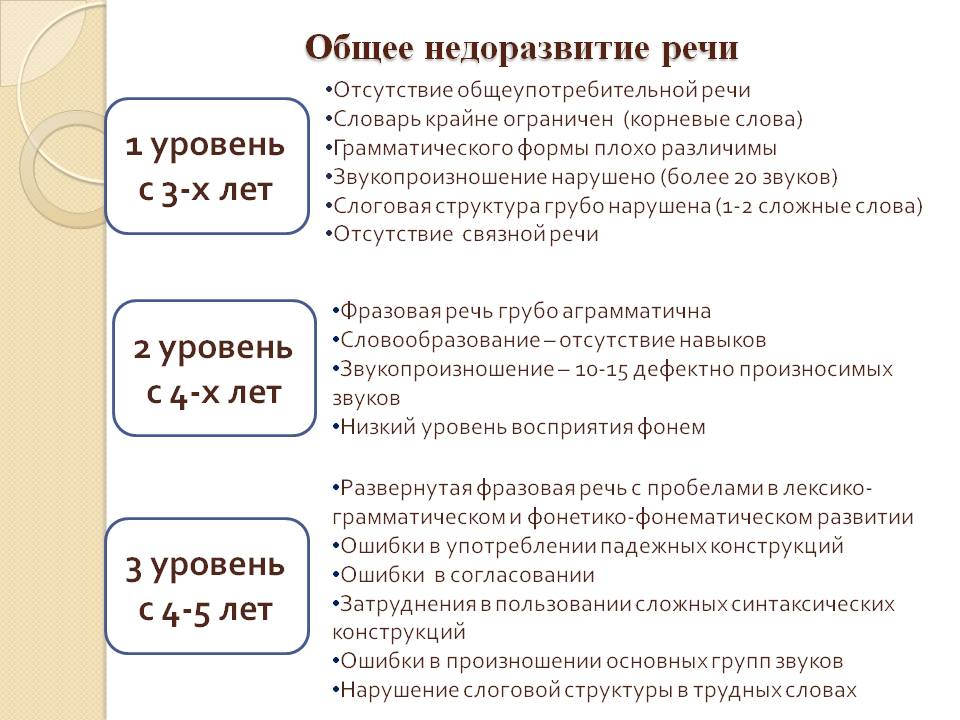 Общее недоразвитие речи
1 уровень
с 3-х лет
•Отсутствие общеупотребительной речи
•Словарь крайне ограничен (корневые слова)
•Грамматического формы плохо различимы
•Звукопроизношение нарушено (более 20 звуков)
•Слоговая структура грубо нарушена (1-2 сложные слова)
•Отсутствие связной речи
2 уровень
с 4-х лет
•Фразовая речь грубо аграмматична
•Словообразование – отсутствие навыков
•Звукопроизношение – 10-15 дефектно произносимых
звуков
•Низкий уровень восприятия фонем
3 уровень
с 4-5 лет
•Развернутая фразовая речь с пробелами в лексико-
грамматическом и фонетико-фонематическом развитии
•Ошибки в употреблении падежных конструкций
•Ошибки в согласовании
•Затруднения в пользовании сложных синтаксических
конструкций
•Ошибки в произношении основных групп звуков
•Нарушение слоговой структуры в трудных словах